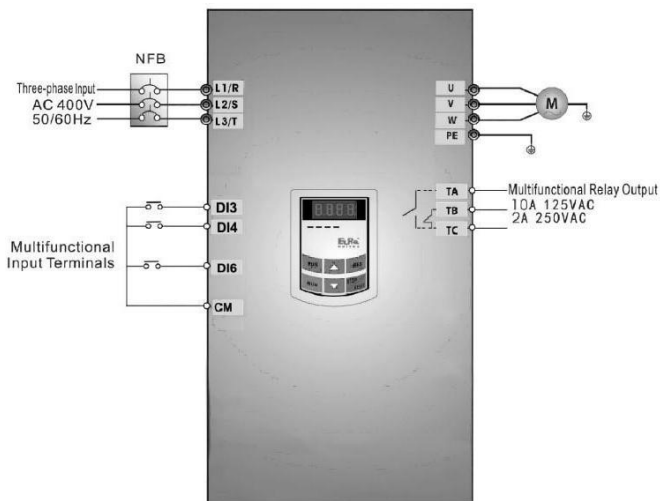 NFB
Three-phase Input
AC 400V
50/60Hz
L1/R
L2/S
L3/T
U
V
W
PE
M
DI3
DI4
DI6
CM
Multifunctional
Input Terminals
TA
TB
TC
Multifunctional Relay Output
10A 125VAC
2A 250VAC
8.8.8.8.